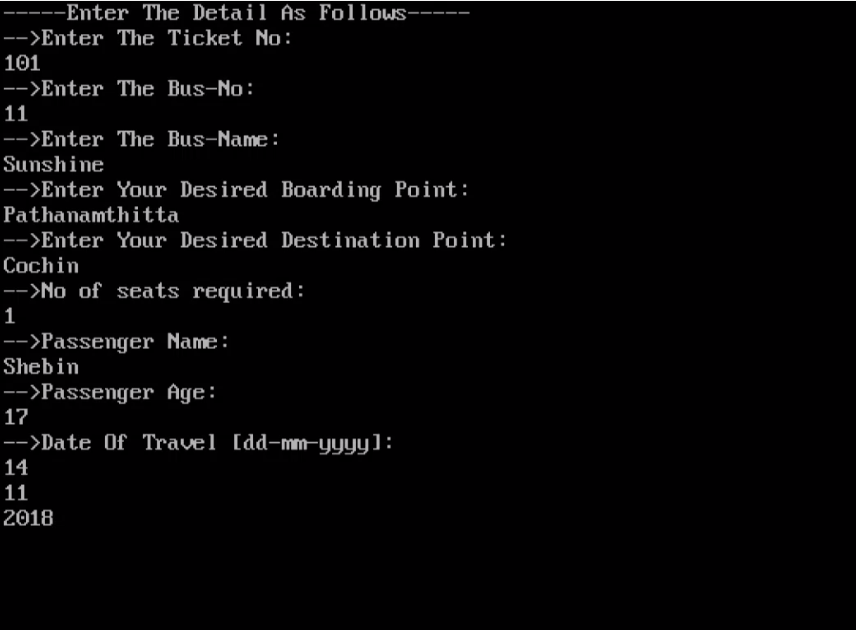 -----Enter The Detail As Follows-----
-->Enter The Ticket No:
101
-->Enter The Bus-No:
11
-->Enter The Bus-Name:
Sunshine
-->Enter Your Desired Boarding Point:
Pathanamthitta
-->Enter Your Desired Destination Point:
Cochin
-->No of seats required:
1
-->Passenger Name:
Shebin
-->Passenger Age:
17
-->Date Of Travel [dd-mm-yyyy]:
14
11
2018